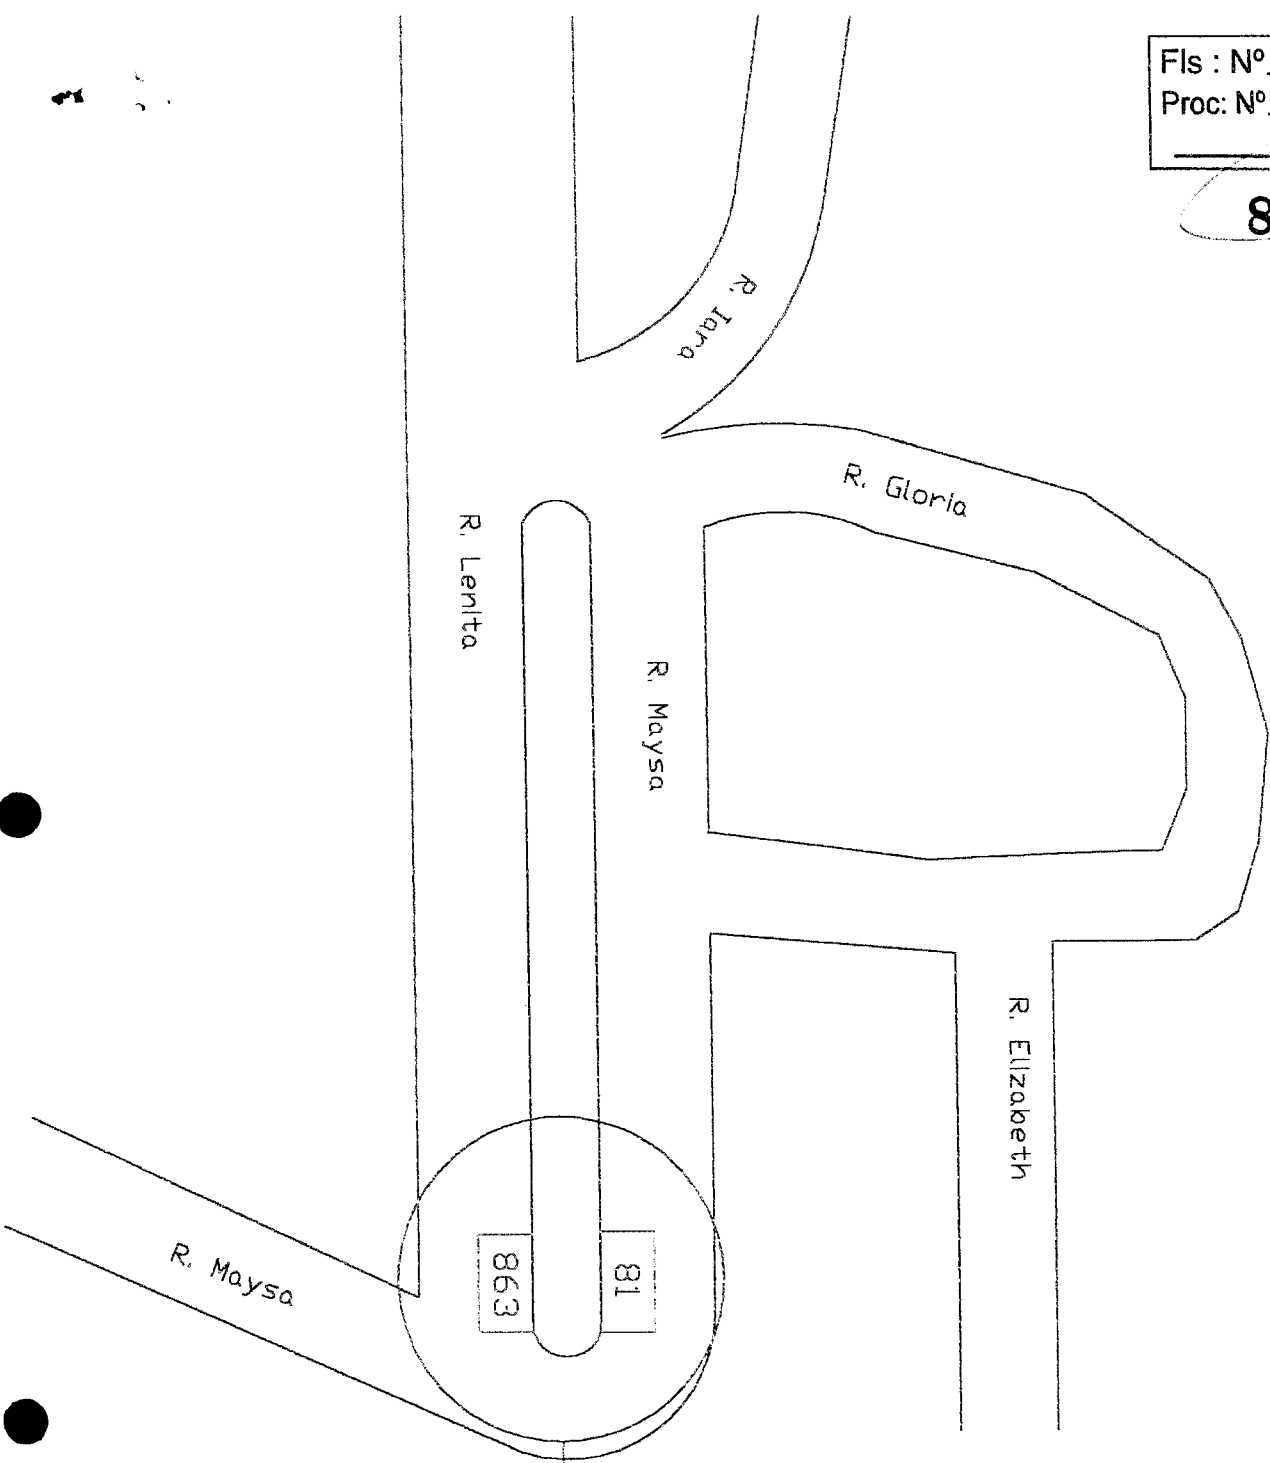 Fls : Nº.
Proc: Nº.
8
R. Iara
R. Gloria
R. Lenita
R. Maysa
R. Elizabeth
R. Maysa
863
81